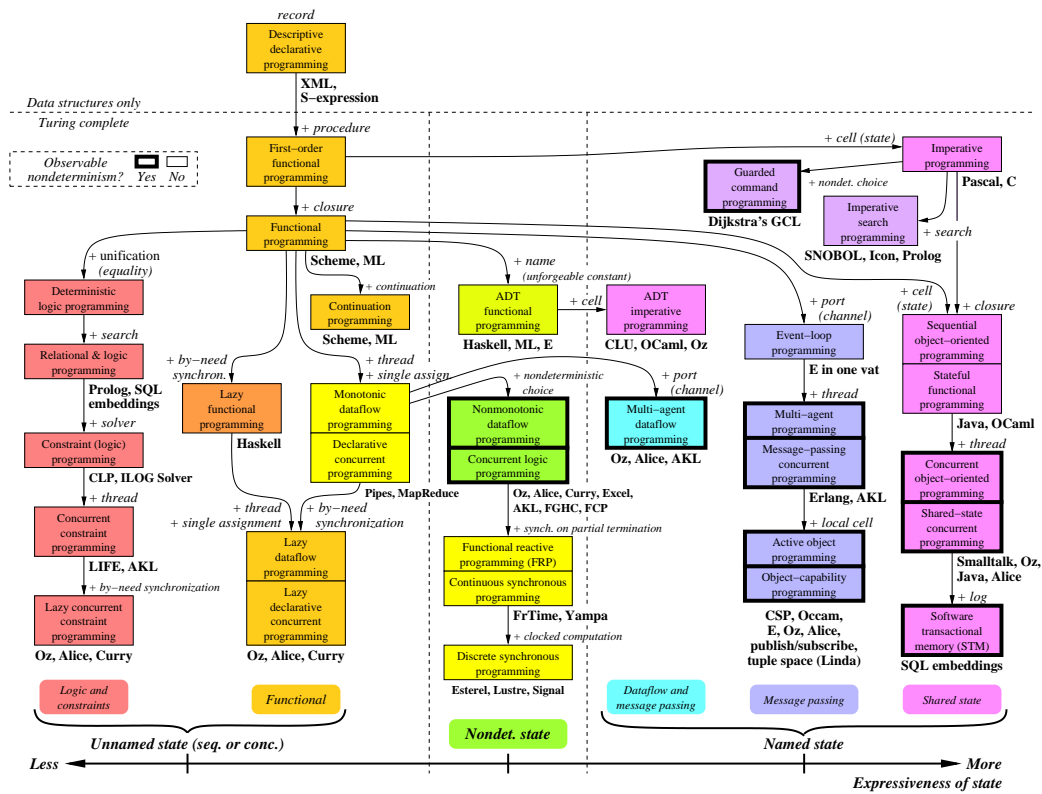 record
Descriptive
declarative
programming
XML,
S−expression
Data structures only
Turing complete
+ procedure
Observable
nondeterminism?
Yes No
First−order
functional
programming
+ cell (state)
Imperative
programming
Pascal, C
Guarded
command
programming
+ nondet. choice
Dijkstra's GCL
Imperative
search
programming
+ search
SNOBOL, Icon, Prolog
+ closure
Functional
programming
Scheme, ML
+ unification
(equality)
+ continuation
Continuation
programming
Scheme, ML
+ name
(unforgeable constant)
ADT
functional
programming
Haskell, ML, E
+ cell
ADT
imperative
programming
CLU, OCaml, Oz
+ port
(channel)
Event−loop
programming
E in one vat
+ cell
(state)
+ closure
Sequential
object−oriented
programming
Stateful
functional
programming
Java, OCaml
Deterministic
logic programming
+ search
Relational & logic
programming
Prolog, SQL
embeddings
+ solver
Constraint (logic)
programming
CLP, ILOG Solver
+ thread
Concurrent
constraint
programming
LIFE, AKL
+ by−need synchronization
Lazy concurrent
constraint
programming
Oz, Alice, Curry
+ by−need
synchron.
Lazy
functional
programming
Haskell
+ thread
+ single assign.
Monotonic
dataflow
programming
Declarative
concurrent
programming
Pipes, MapReduce
+ thread
+ single assignment
+ by−need
synchronization
Lazy
dataflow
programming
Lazy
declarative
concurrent
programming
Oz, Alice, Curry
+ nondeterministic
choice
Nonmonotonic
dataflow
programming
Concurrent logic
programming
Oz, Alice, Curry, Excel,
AKL, FGHC, FCP
+ synch. on partial termination
Functional reactive
programming (FRP)
Continuous synchronous
programming
FrTime, Yampa
+ clocked computation
Discrete synchronous
programming
Esterel, Lustre, Signal
+ port
(channel)
Multi−agent
dataflow
programming
Oz, Alice, AKL
+ thread
Multi−agent
programming
Message−passing
concurrent
programming
Erlang, AKL
+ local cell
Active object
programming
Object−capability
programming
CSP, Occam,
E, Oz, Alice,
publish/subscribe,
tuple space (Linda)
+ thread
Concurrent
object−oriented
programming
Shared−state
concurrent
programming
Smalltalk, Oz,
Java, Alice
+ log
Software
transactional
memory (STM)
SQL embeddings
Logic and
constraints
Functional
Dataflow and
message passing
Message passing
Shared state
Unnamed state (seq. or conc.)
Nondet. state
Named state
Less
More
Expressiveness of state